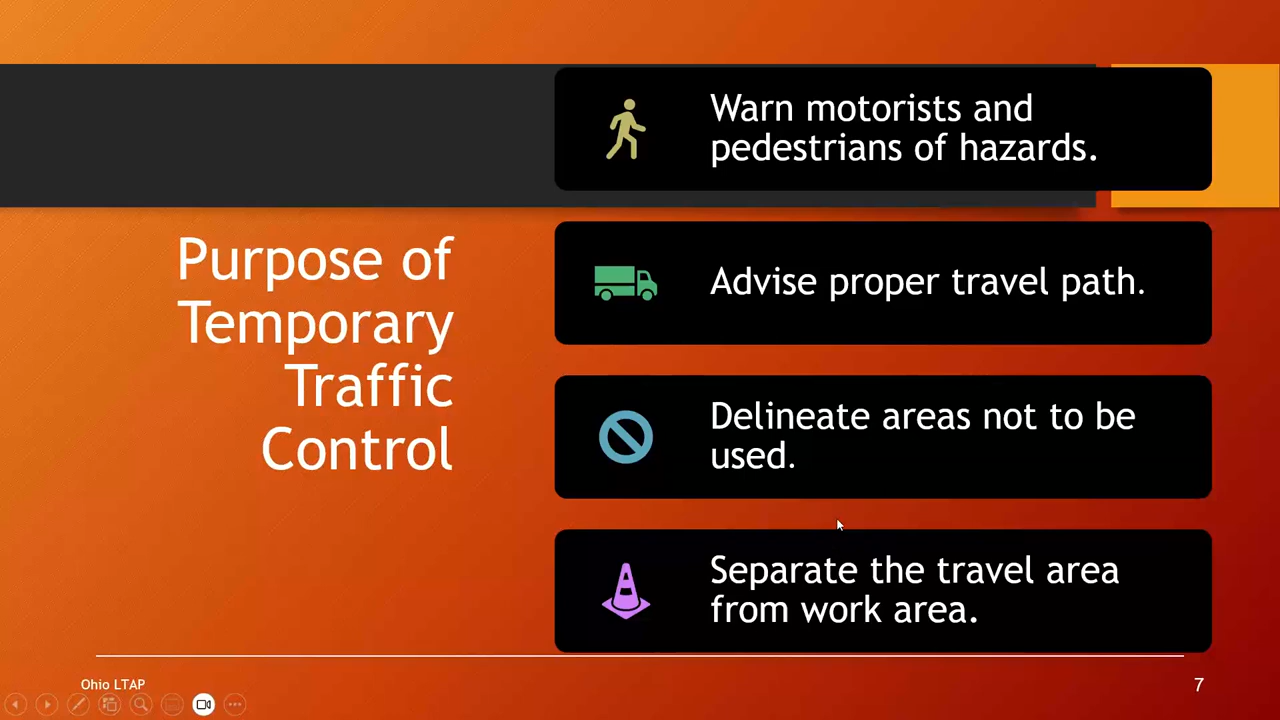 Purpose of
Temporary
Traffic
Control
Warn motorists and
pedestrians of hazards.
Advise proper travel path.
Delineate areas not to be
used.
Separate the travel area
from work area.
Ohio LTAP
7